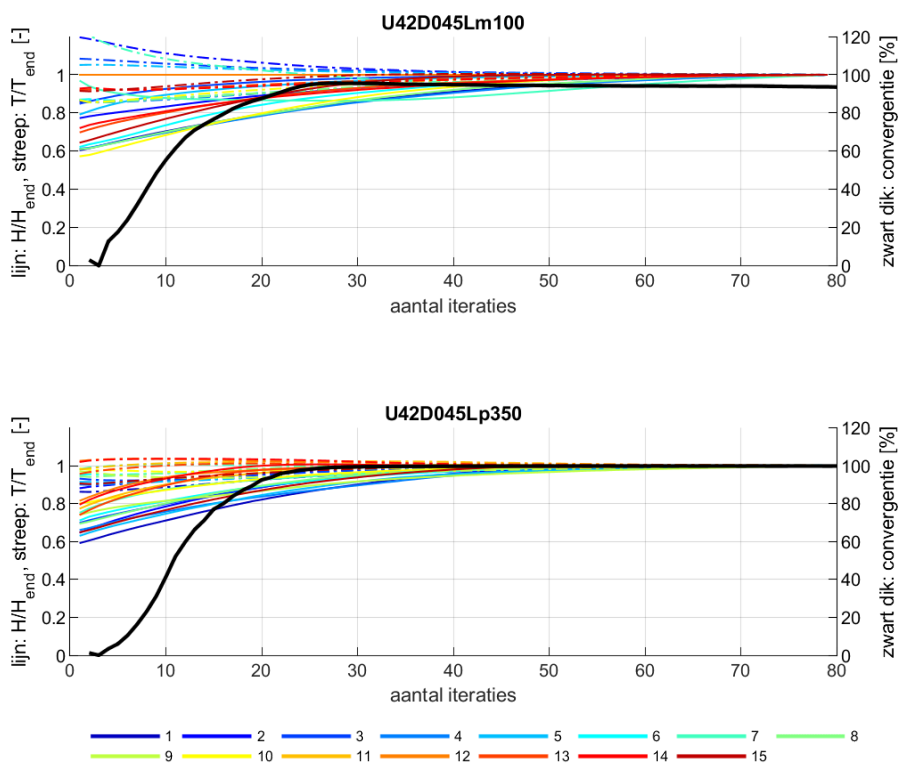 U42D045Lm100
lijn: H/H_end, streep: T/T_end [-]
1
0.8
0.6
0.4
0.2
0
120
100
80
60
40
20
0
zwart dik: convergentie [%]
0 10 20 30 40 50 60 70 80
aantal iteraties
U42D045Lp350
lijn: H/H_end, streep: T/T_end [-]
1
0.8
0.6
0.4
0.2
0
120
100
80
60
40
20
0
zwart dik: convergentie [%]
0 10 20 30 40 50 60 70 80
aantal iteraties
1 2 3 4 5 6 7 8
9 10 11 12 13 14 15